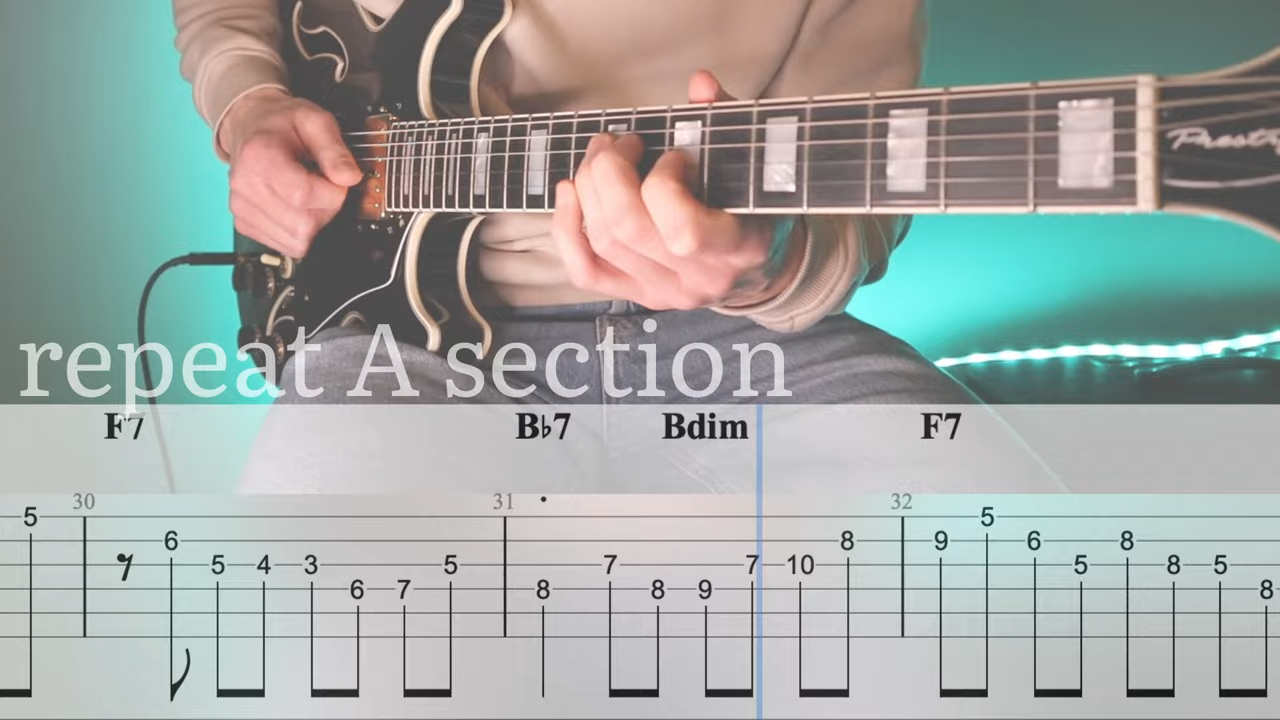 Prestig
repeat A section
F7 B♭7 Bdim F7
30 31 32
5 5
6 6 8 9 8
5 4 3 5 7 7 10 5 8 5
6 7 8 8 9 8